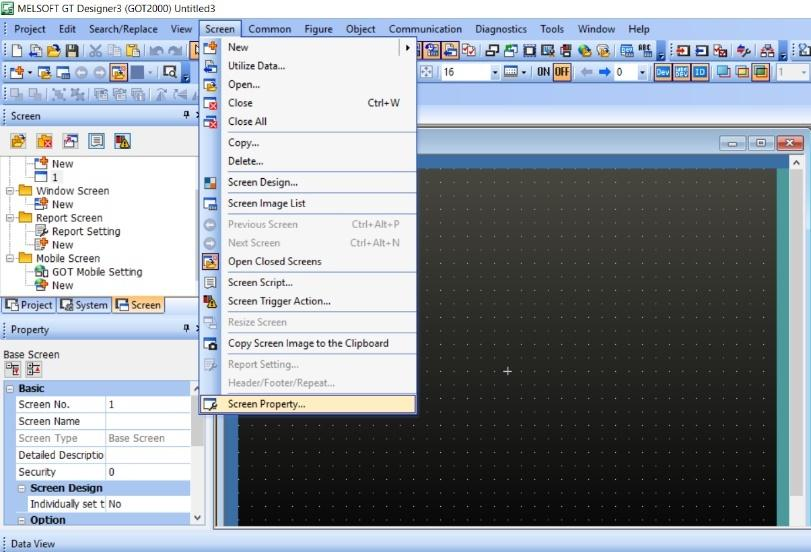 MELSOFT GT Designer3 (GOT2000) Untitled3
Project Edit Search/Replace View Screen Common Figure Object Communication Diagnostics Tools Window Help
16 ON OFF 0 Dev ID 1
Screen
New
1
Window Screen
New
Report Screen
Report Setting
New
Mobile Screen
GOT Mobile Setting
New
Project System Screen
Property
Base Screen
Basic
Screen No. 1
Screen Name
Screen Type Base Screen
Detailed Descriptio
Security 0
Screen Design
Individually set t No
Option
Data View
New
Utilize Data...
Open...
Close Ctrl+W
Close All
Copy...
Delete...
Screen Design...
Screen Image List
Previous Screen Ctrl+Alt+P
Next Screen Ctrl+Alt+N
Open Closed Screens
Screen Script...
Screen Trigger Action...
Resize Screen
Copy Screen Image to the Clipboard
Report Setting...
Header/Footer/Repeat...
Screen Property...